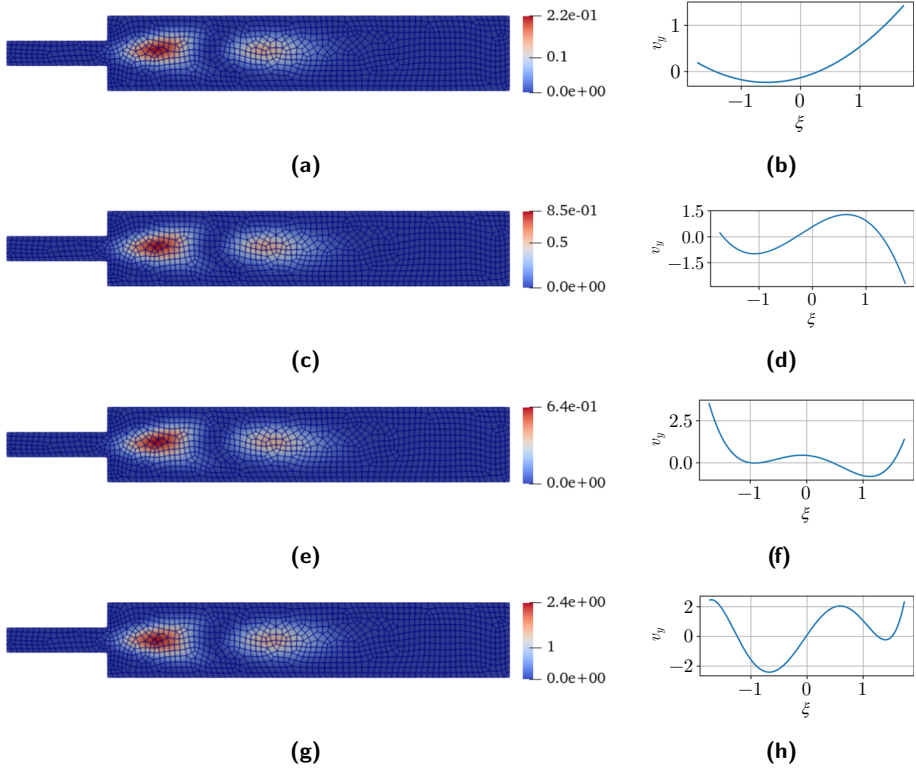 2.2e-01
0.1
0.0e+00
1
0
v_y
−1 0 1
ξ
(a)
(b)
8.5e-01
0.5
0.0e+00
1.5
0.0
−1.5
v_y
−1 0 1
ξ
(c)
(d)
6.4e-01
0.0e+00
2.5
0.0
v_y
−1 0 1
ξ
(e)
(f)
2.4e+00
1
0.0e+00
2
0
−2
v_y
−1 0 1
ξ
(g)
(h)